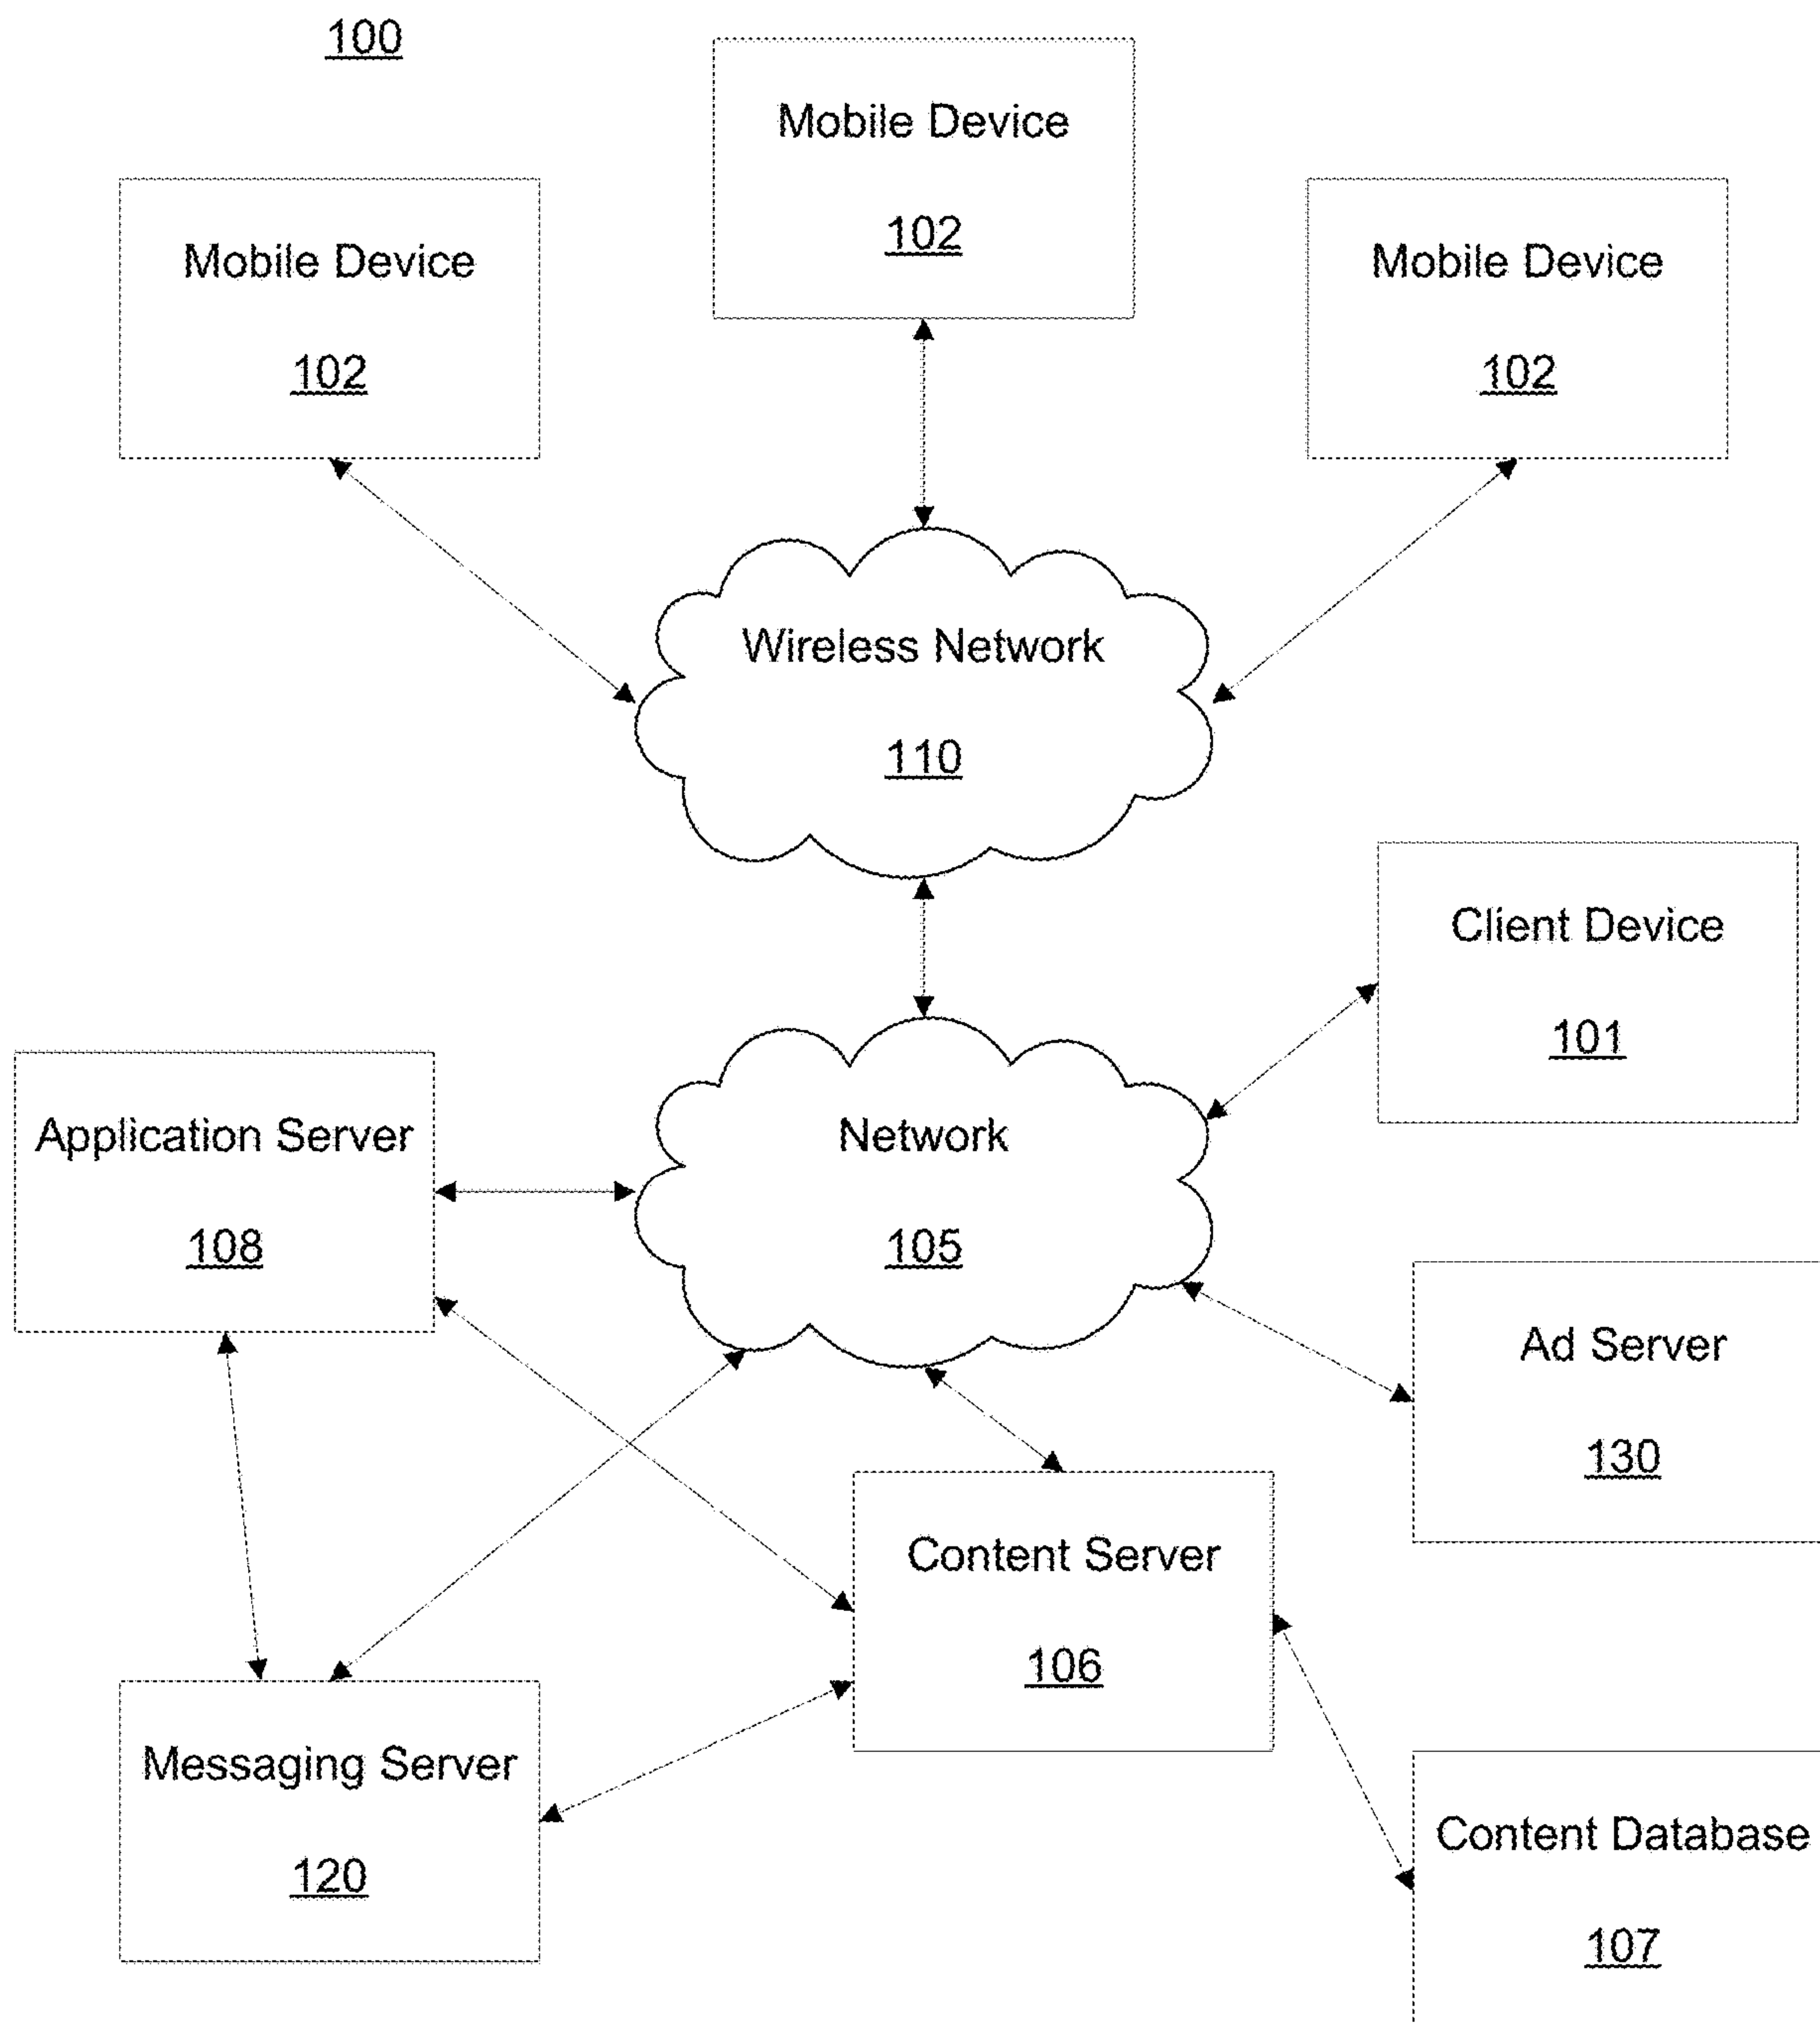 100
Mobile Device
102
Mobile Device
102
Mobile Device
102
Wireless Network
110
Client Device
101
Application Server
108
Network
105
Ad Server
130
Content Server
106
Messaging Server
120
Content Database
107